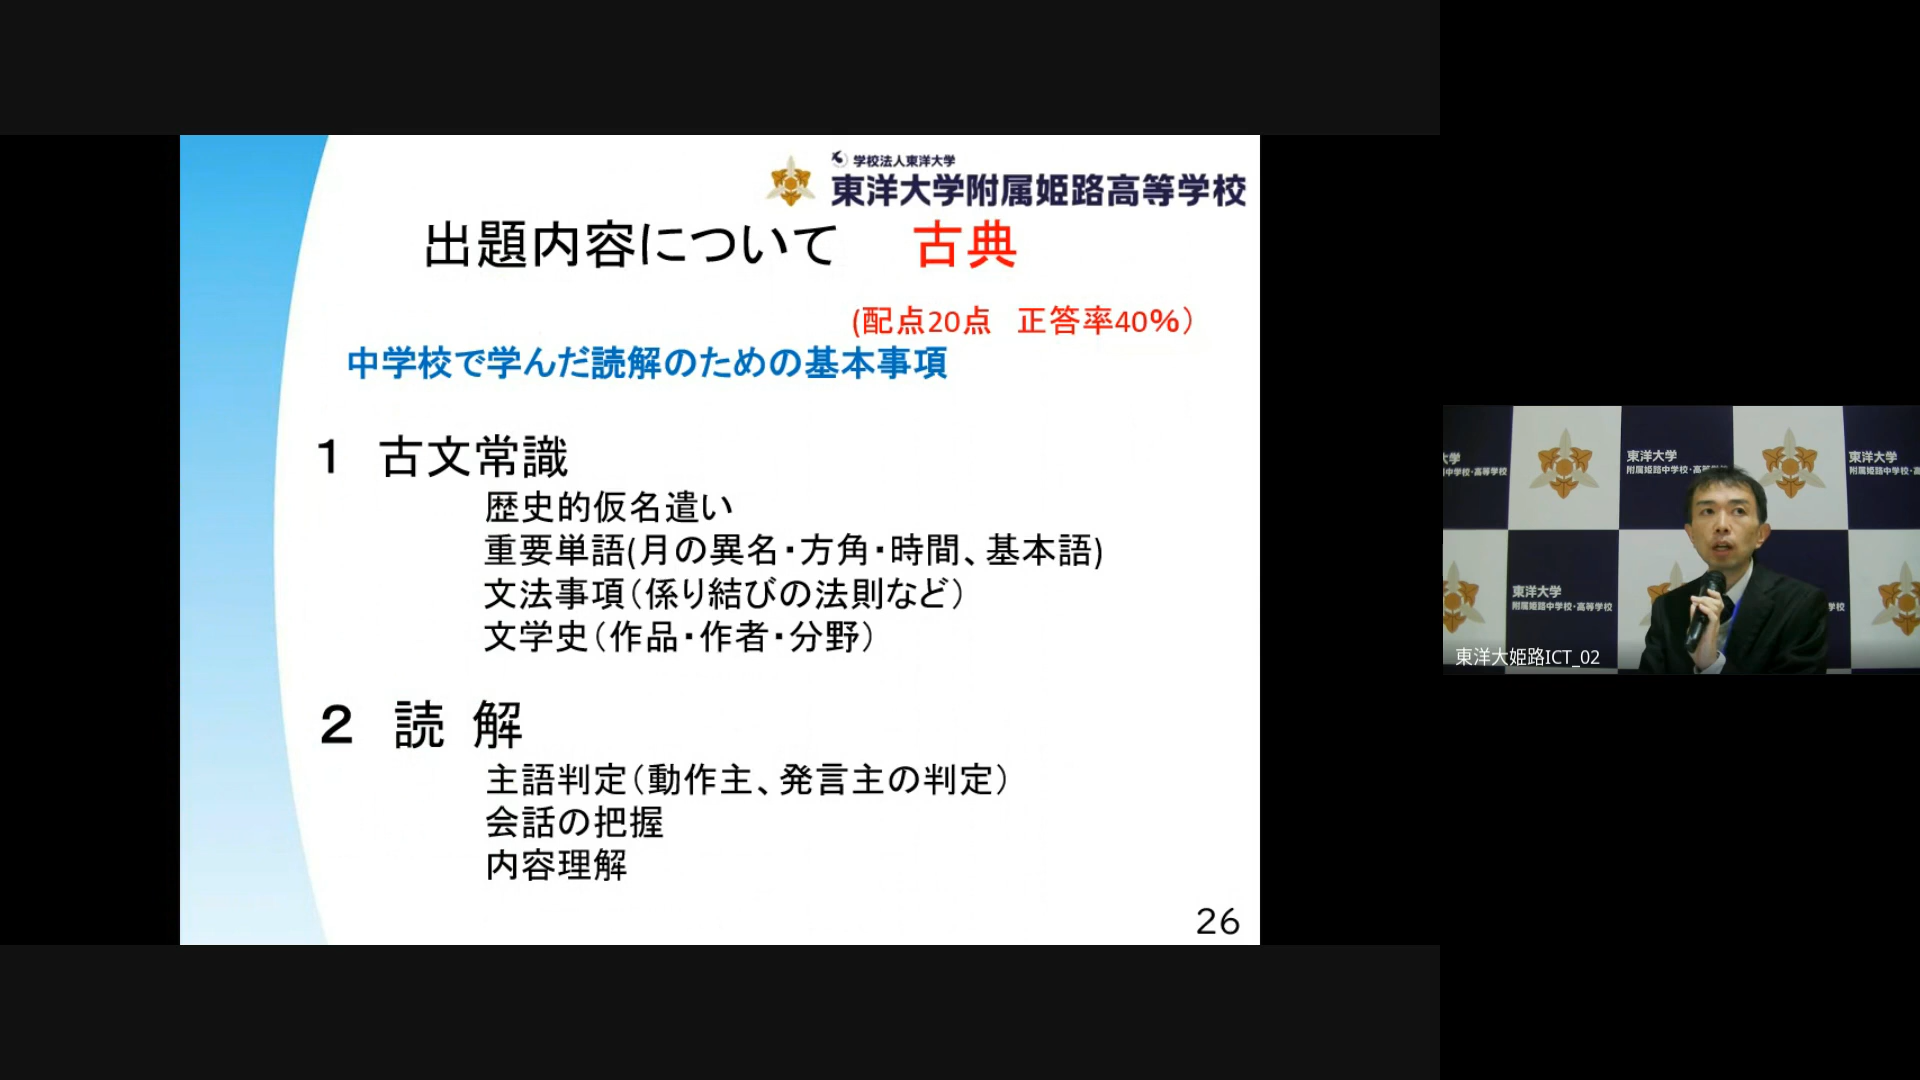 学校法人東洋大学
東洋大学附属姫路高等学校
出題内容について 古典
(配点20点 正答率40%)
中学校で学んだ読解のための基本事項
1 古文常識
歴史的仮名遣い
重要単語(月の異名・方角・時間、基本語)
文法事項(係り結びの法則など)
文学史(作品・作者・分野)
2 読 解
主語判定(動作主、発言主の判定)
会話の把握
内容理解
26
東洋大学
附属姫路中学校・高等学校
東洋大学
東洋大学
附属姫路中学校・高等学校
東洋大姫路ICT_02